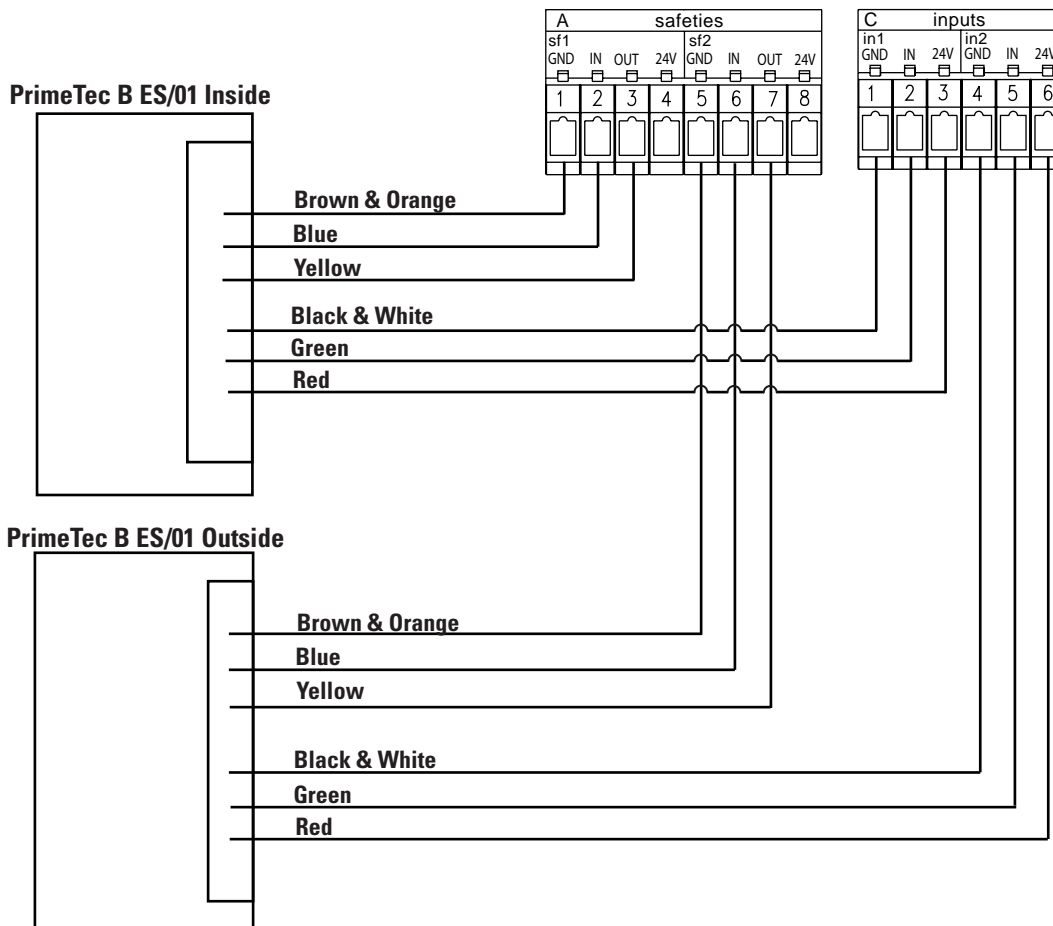 A safeties
sf1 sf2
GND IN OUT 24V GND IN OUT 24V
1 2 3 4 5 6 7 8
C inputs
in1 in2
GND IN 24V GND IN 24V
1 2 3 4 5 6
PrimeTec B ES/01 Inside
Brown & Orange
Blue
Yellow
Black & White
Green
Red
PrimeTec B ES/01 Outside
Brown & Orange
Blue
Yellow
Black & White
Green
Red